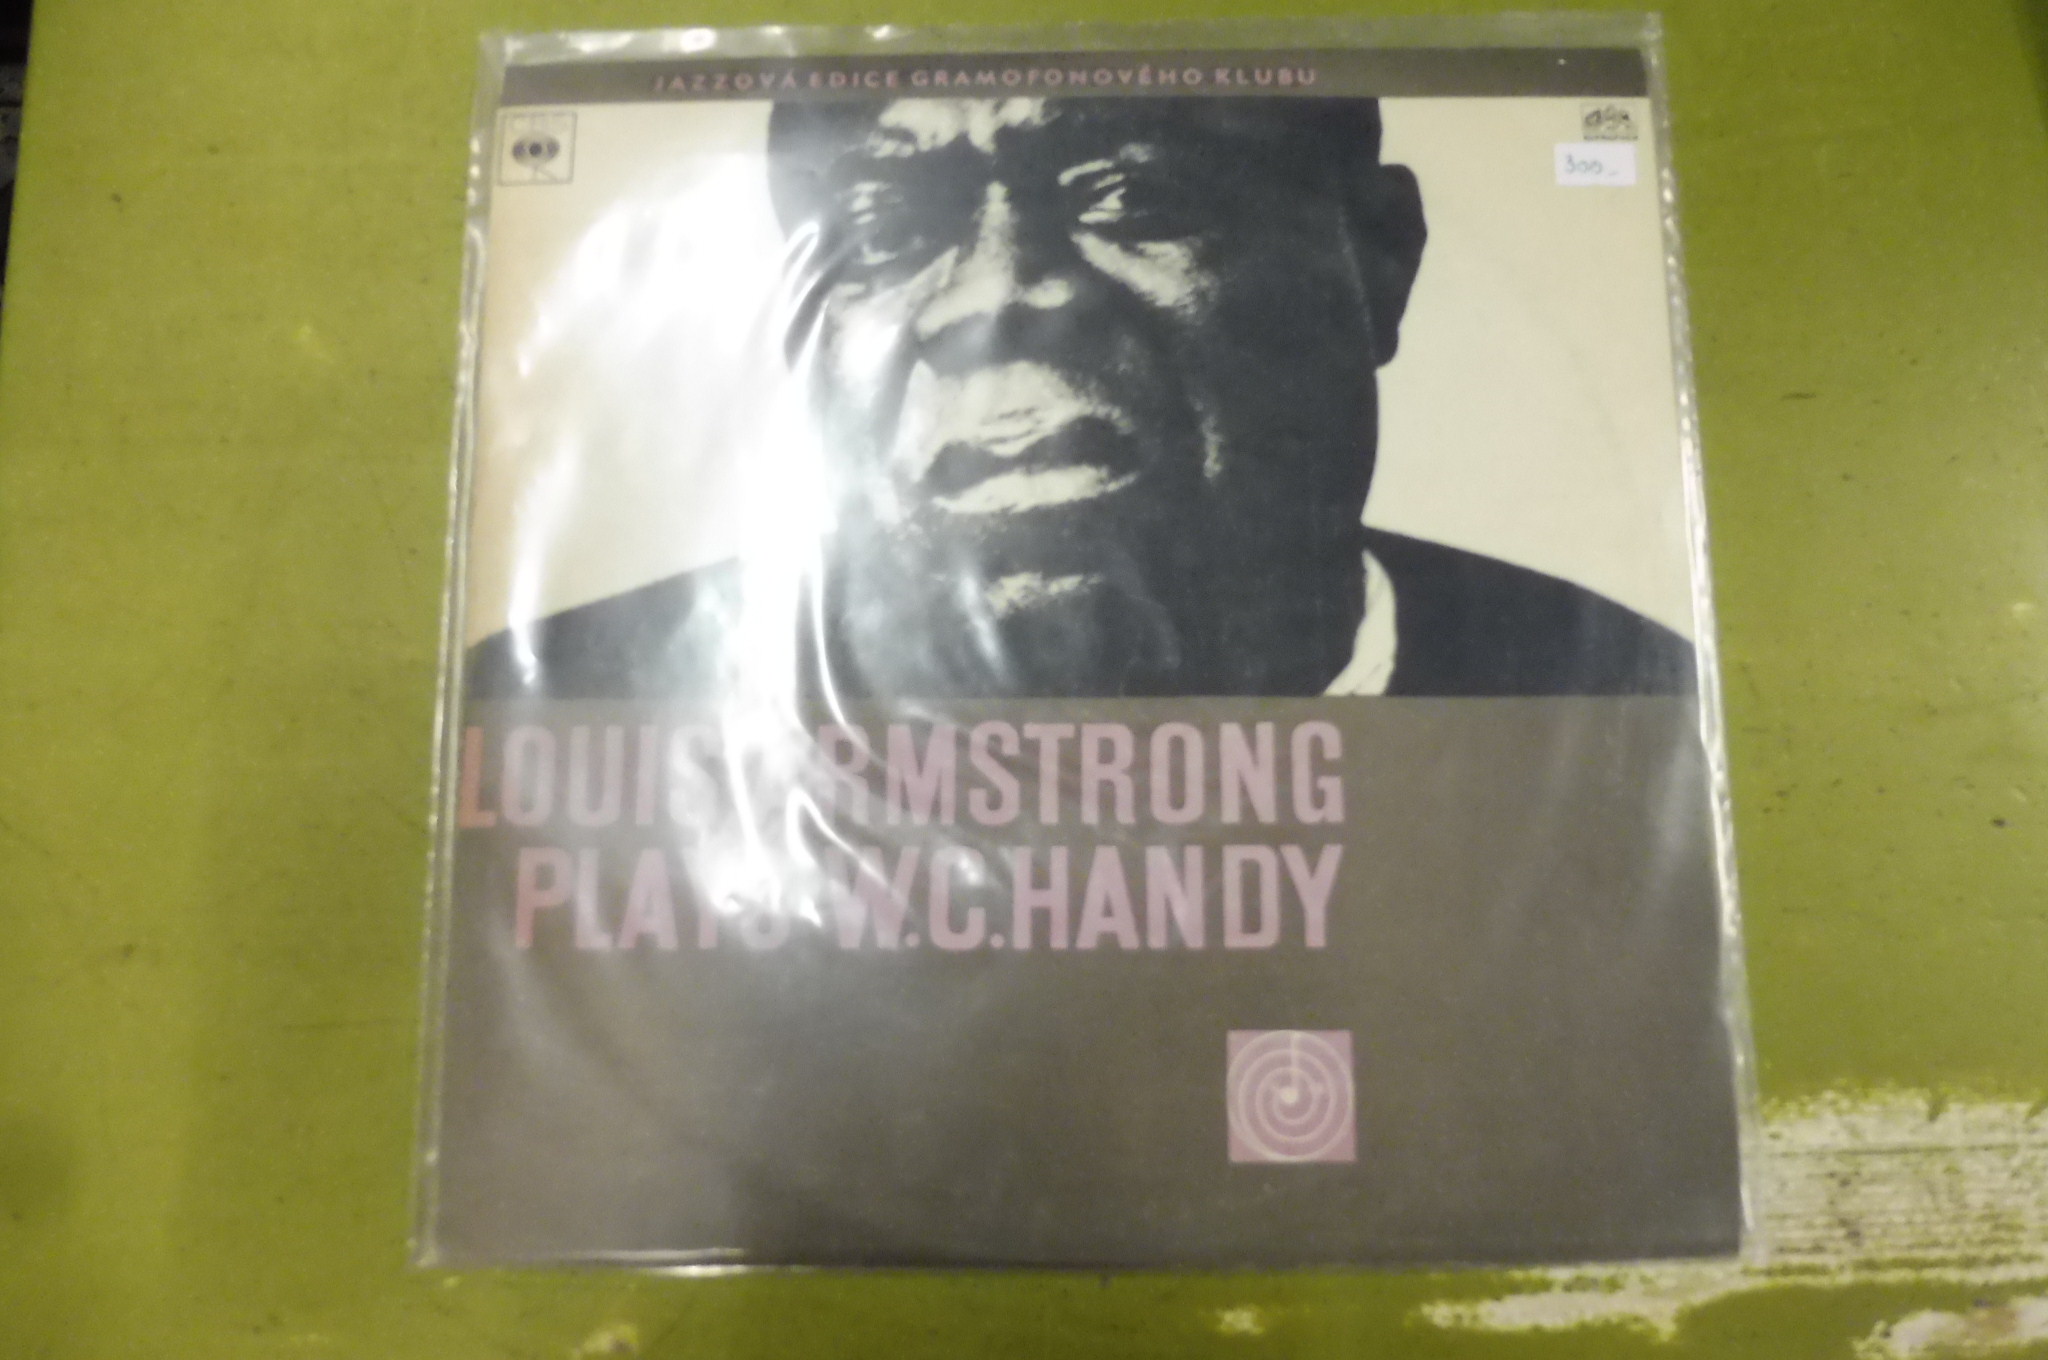 JAZZOVÁ EDICE GRAMOFONOVÉHO KLUBU
300,-
LOUIS ARMSTRONG
PLAYS W.C. HANDY